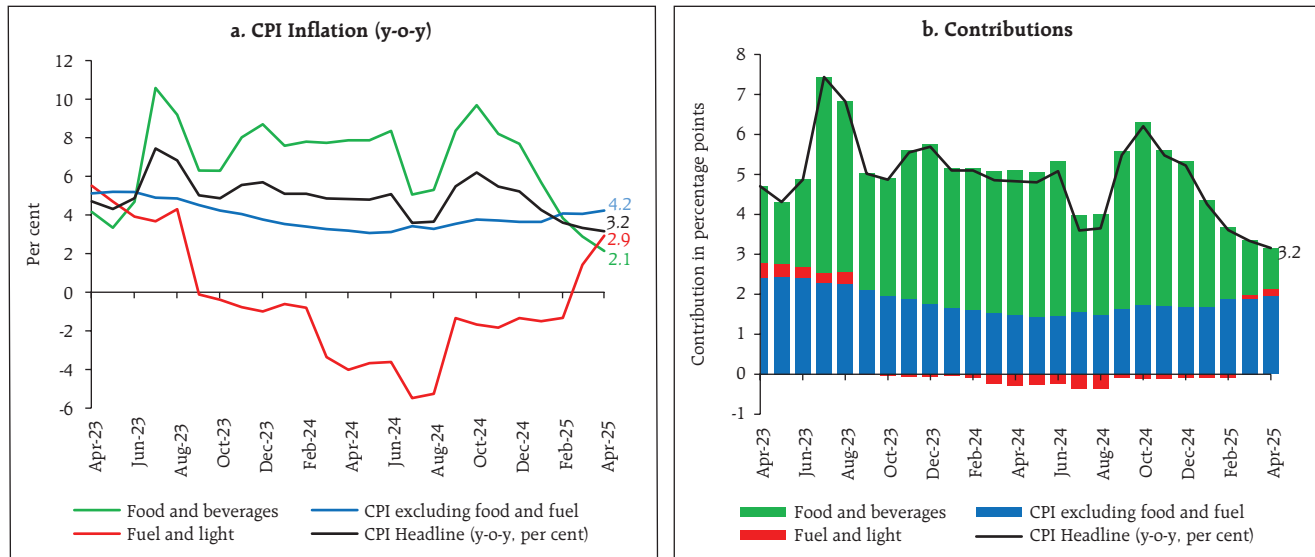 a. CPI Inflation (y-o-y)
Per cent
12
10
8
6
4
2
0
-2
-4
-6
4.2
3.2
2.9
2.1
Apr-23
Jun-23
Aug-23
Oct-23
Dec-23
Feb-24
Apr-24
Jun-24
Aug-24
Oct-24
Dec-24
Feb-25
Apr-25
Food and beverages
CPI excluding food and fuel
Fuel and light
CPI Headline (y-o-y, per cent)
b. Contributions
Contribution in percentage points
8
7
6
5
4
3
2
1
0
-1
3.2
Apr-23
Jun-23
Aug-23
Oct-23
Dec-23
Feb-24
Apr-24
Jun-24
Aug-24
Oct-24
Dec-24
Feb-25
Apr-25
Food and beverages
CPI excluding food and fuel
Fuel and light
CPI Headline (y-o-y, per cent)